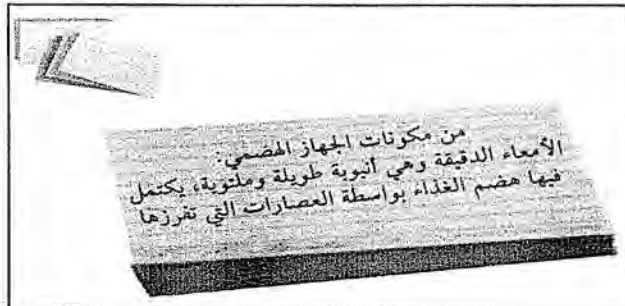 من مكونات الجهاز الهضمي:
الأمعاء الدقيقة وهي أنبوبة طويلة وملتوية، يكتمل
فيها هضم الغذاء بواسطة العصارات التي تفرزها